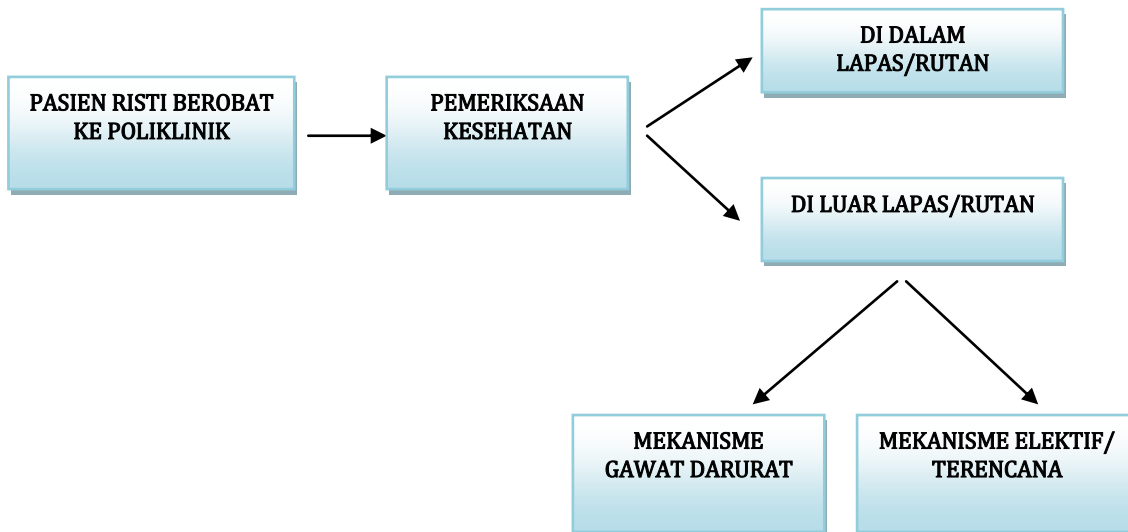 PASIEN RISTI BEROBAT
KE POLIKLINIK
PEMERIKSAAN
KESEHATAN
DI DALAM
LAPAS/RUTAN
DI LUAR LAPAS/RUTAN
MEKANISME
GAWAT DARURAT
MEKANISME ELEKTIF/
TERENCANA